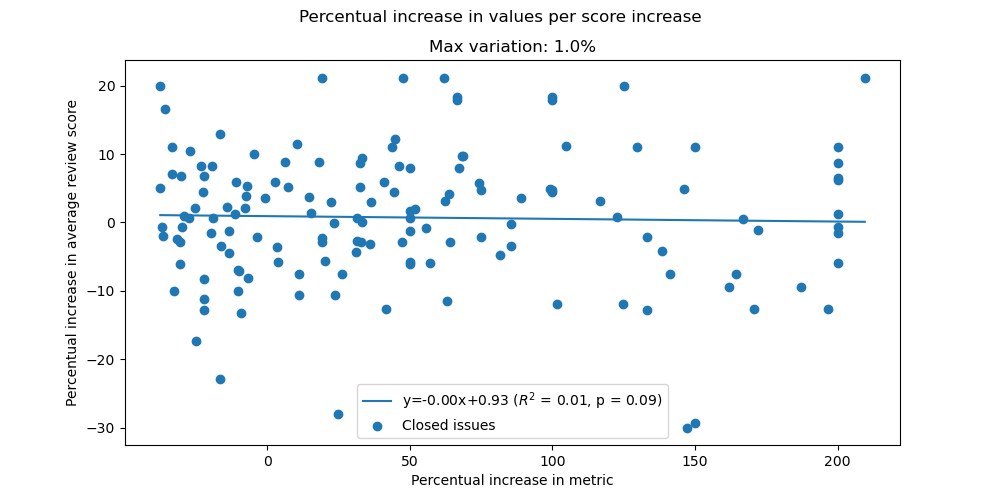 Percentual increase in values per score increase
Max variation: 1.0%
Percentual increase in average review score
20
10
0
−10
−20
−30
y=-0.00x+0.93 (R² = 0.01, p = 0.09)
Closed issues
0 50 100 150 200
Percentual increase in metric